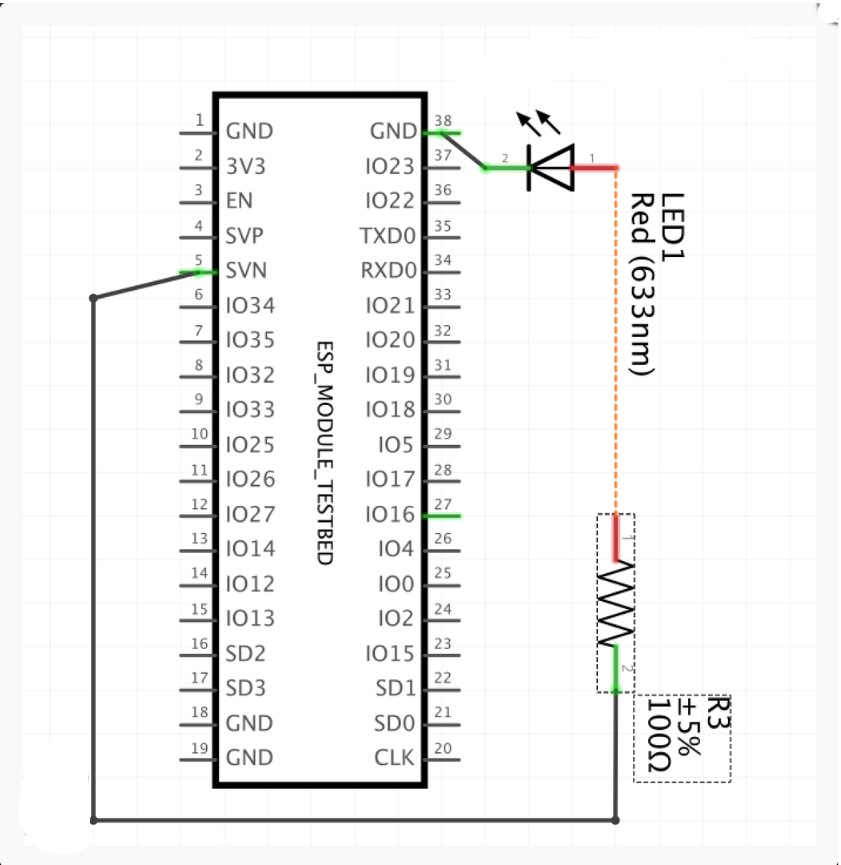 1 GND GND 38
2 3V3 IO23 37
3 EN IO22 36
4 SVP TXD0 35
5 SVN RXD0 34
6 IO34 IO21 33
7 IO35 IO20 32
8 IO32 IO19 31
9 IO33 IO18 30
10 IO25 IO5 29
11 IO26 IO17 28
12 IO27 IO16 27
13 IO14 IO4 26
14 IO12 IO0 25
15 IO13 IO2 24
16 SD2 IO15 23
17 SD3 SD1 22
18 GND SD0 21
19 GND CLK 20
ESP_MODULE_TESTBED
2 1
LED1
Red (633nm)
1
2
R3
±5%
100Ω